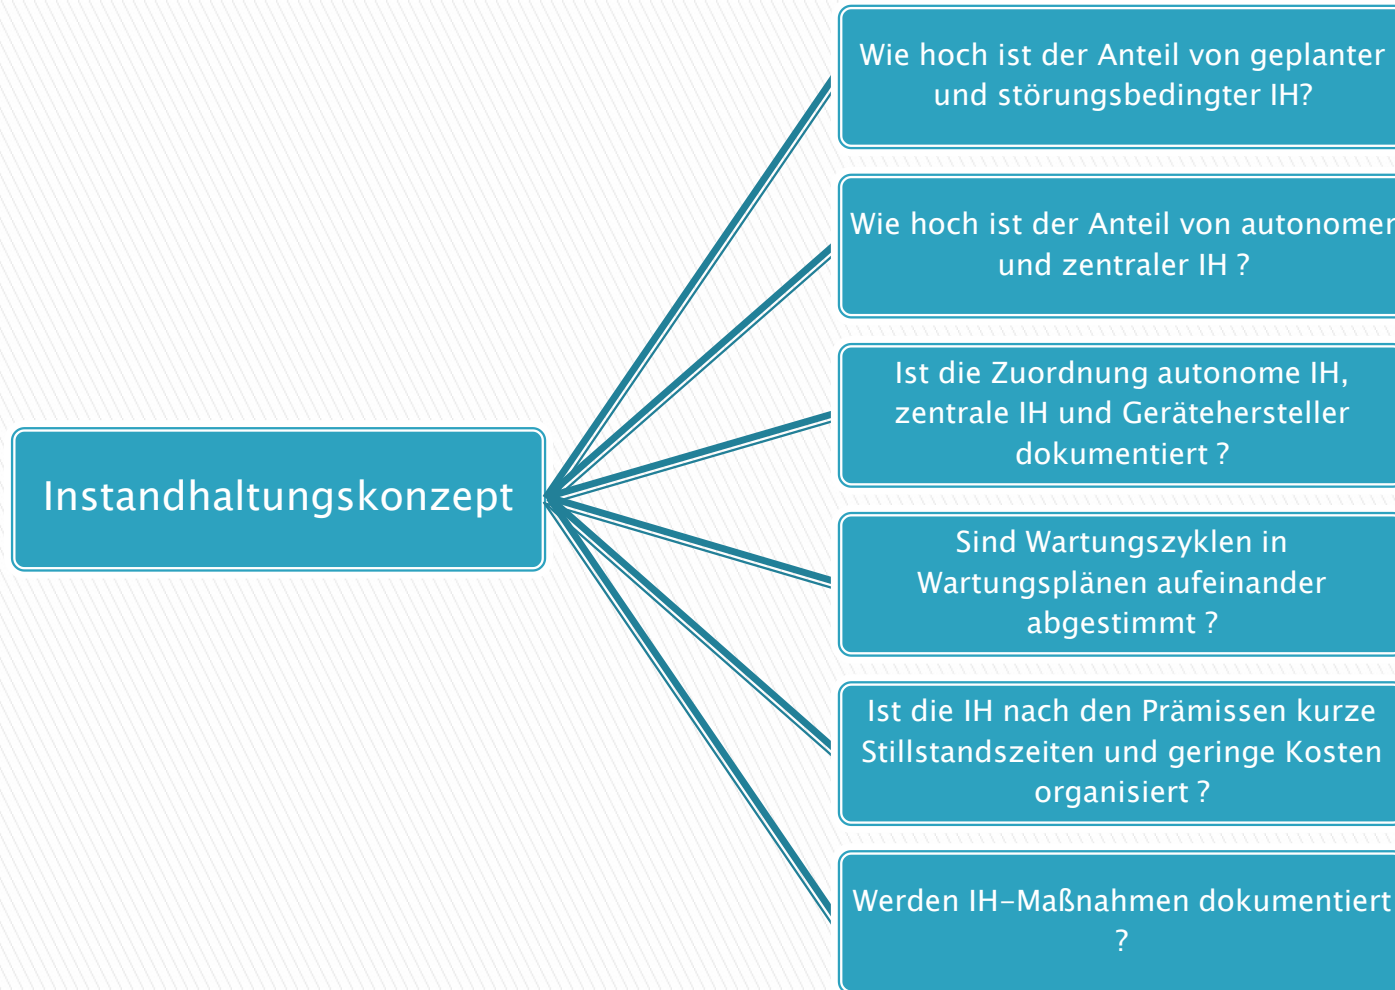 Instandhaltungskonzept
Wie hoch ist der Anteil von geplanter
und störungsbedingter IH?
Wie hoch ist der Anteil von autonomer
und zentraler IH ?
Ist die Zuordnung autonome IH,
zentrale IH und Gerätehersteller
dokumentiert ?
Sind Wartungszyklen in
Wartungsplänen aufeinander
abgestimmt ?
Ist die IH nach den Prämissen kurze
Stillstandszeiten und geringe Kosten
organisiert ?
Werden IH-Maßnahmen dokumentiert
?